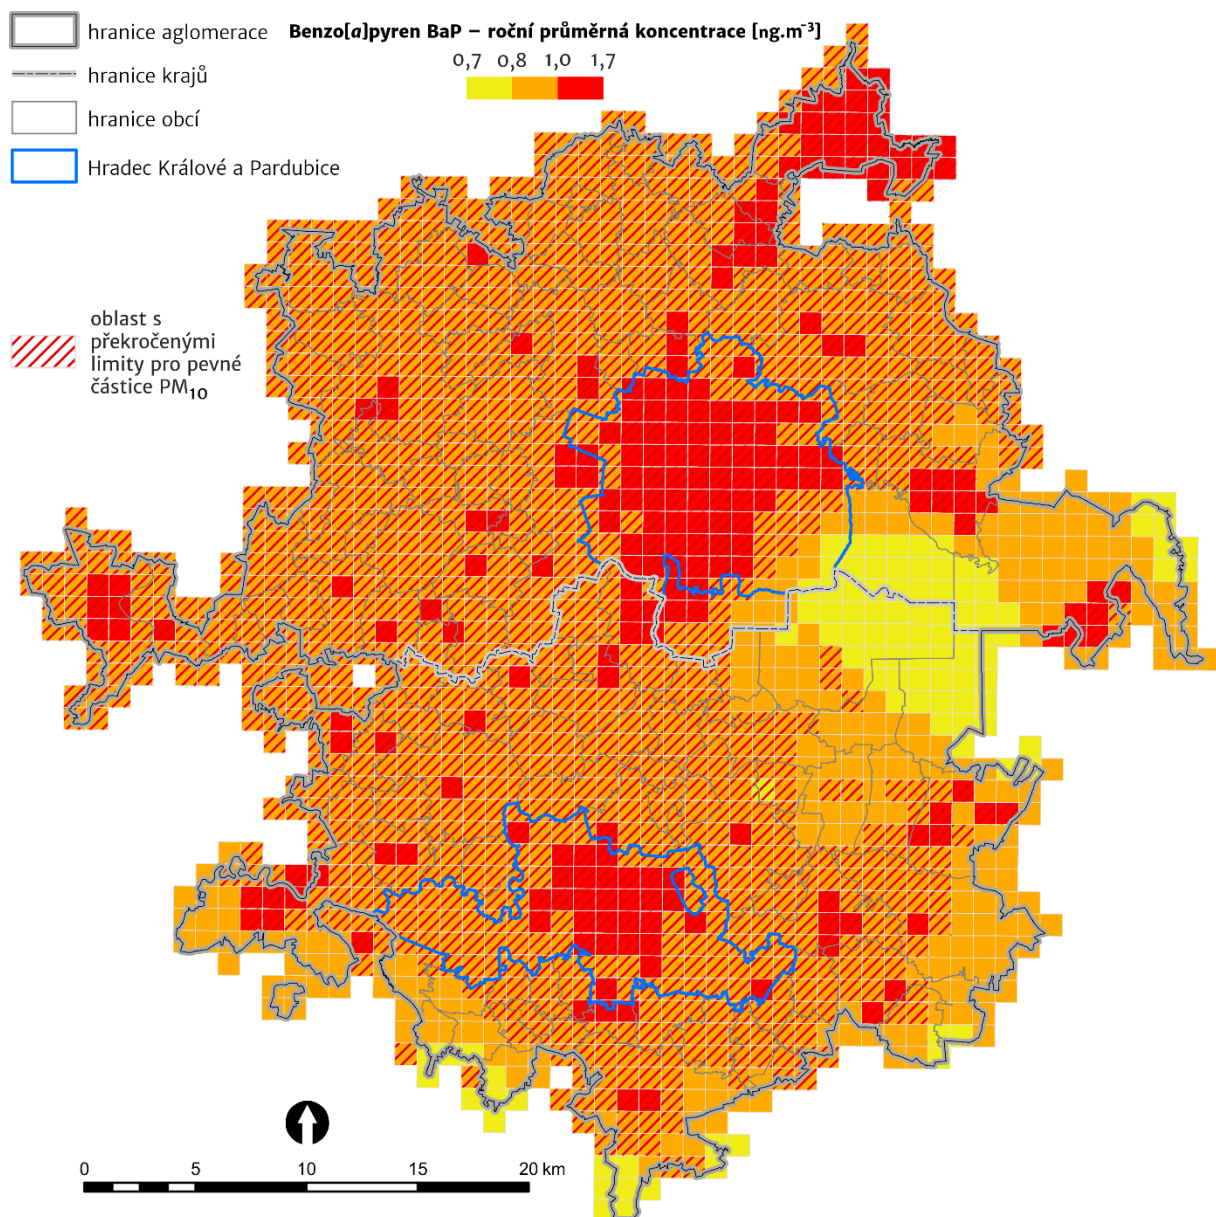 Benzo[a]pyren BaP – roční průměrná koncentrace [ng.m⁻³]
0,7 0,8 1,0 1,7
hranice aglomerace
hranice krajů
hranice obcí
Hradec Králové a Pardubice
oblast s
překročenými
limity pro pevné
částice PM₁₀
0 5 10 15 20 km